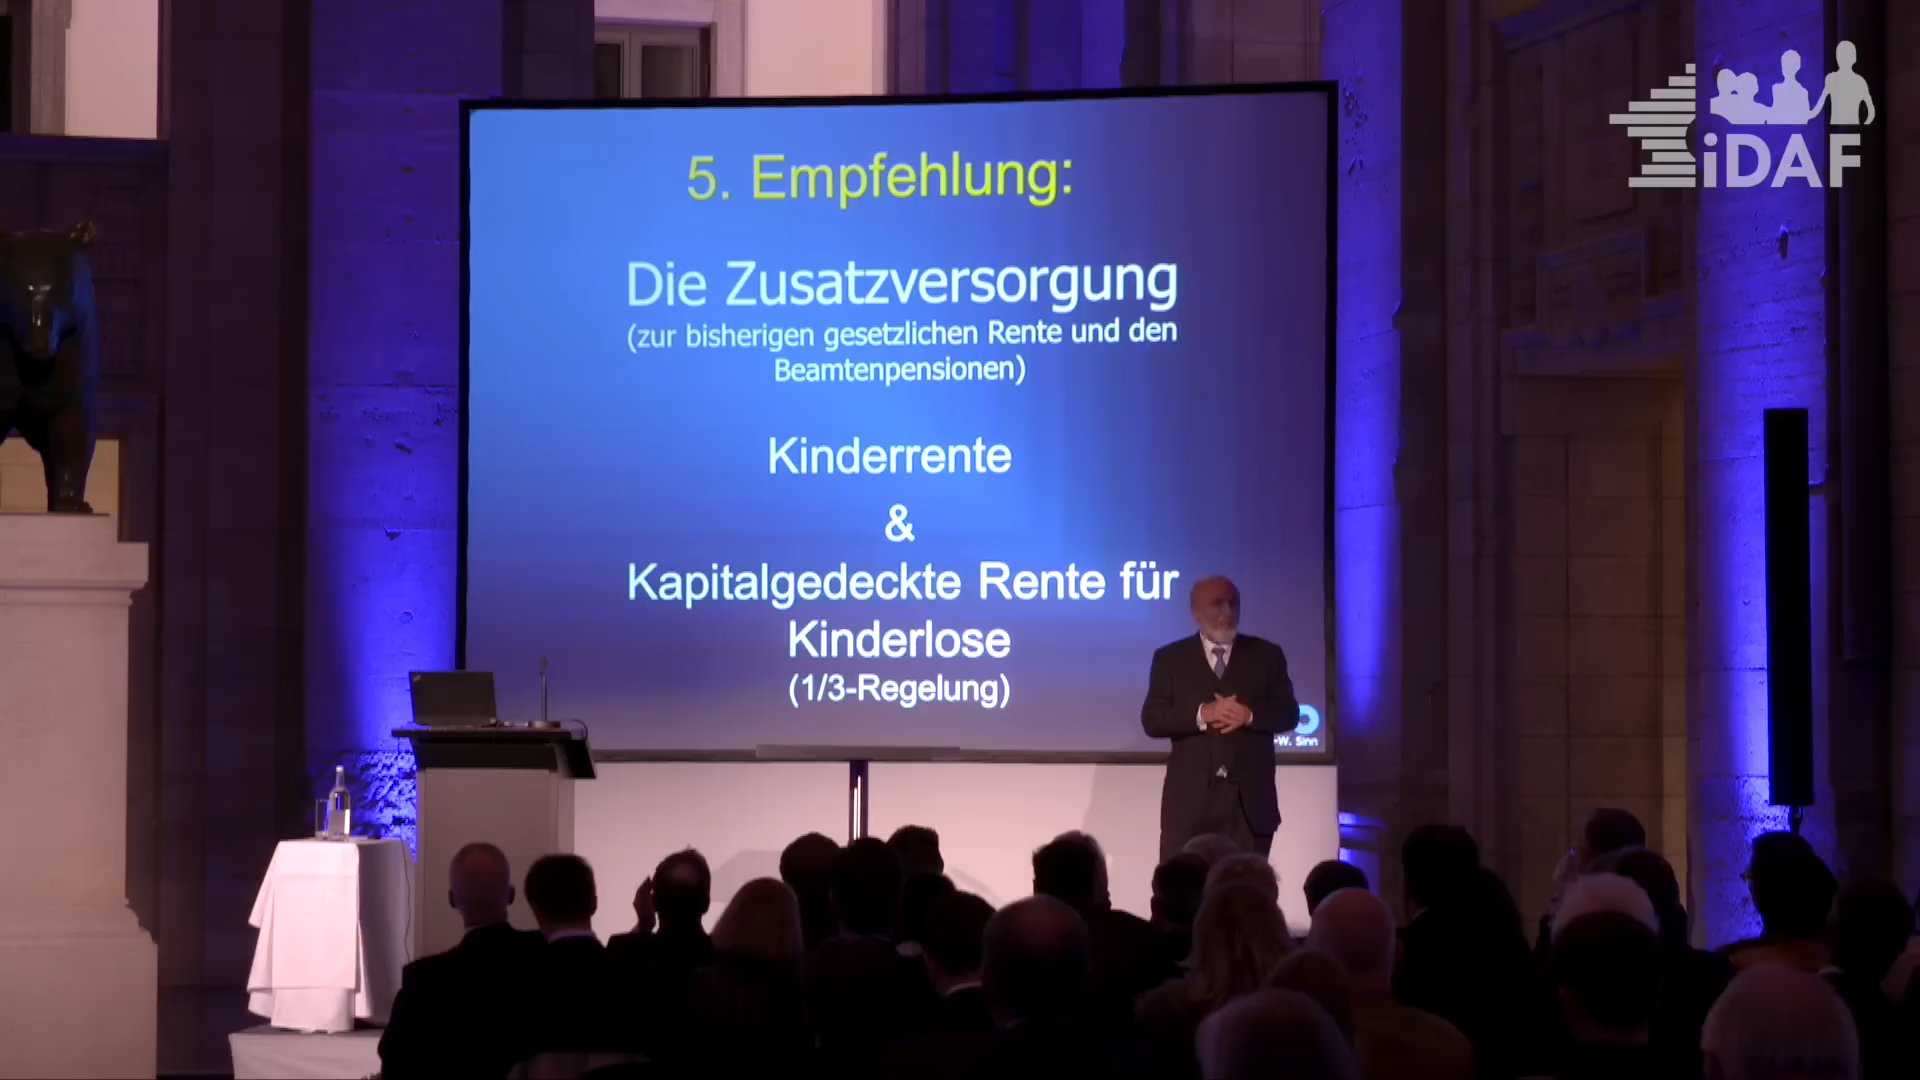 iDAF
5. Empfehlung:
Die Zusatzversorgung
(zur bisherigen gesetzlichen Rente und den
Beamtenpensionen)
Kinderrente
&
Kapitalgedeckte Rente für
Kinderlose
(1/3-Regelung)
-W. Sinn